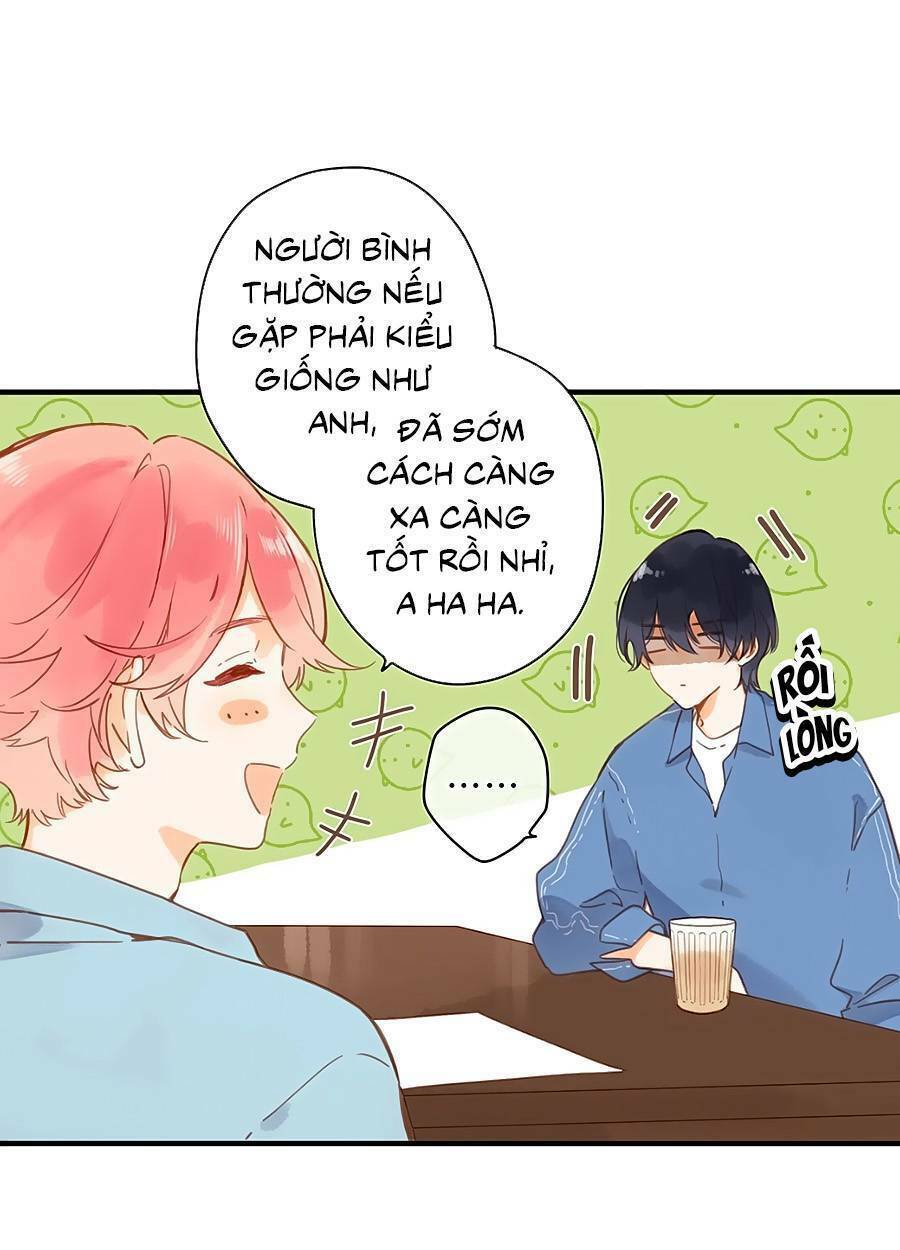 NGƯỜI BÌNH
THƯỜNG NẾU
GẶP PHẢI KIỂU
GIỐNG NHƯ
ANH,
ĐÃ SỚM
CÁCH CÀNG
XA CÀNG
TỐT RỒI NHỈ,
A HA HA.
......
RỐI
LÒNG